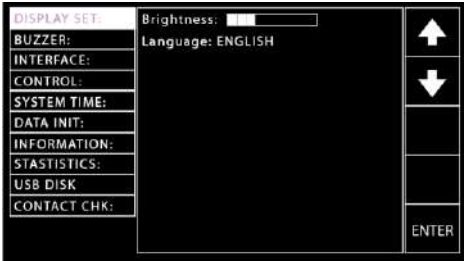 DISPLAY SET:
BUZZER:
INTERFACE:
CONTROL:
SYSTEM TIME:
DATA INIT:
INFORMATION:
STASTISTICS:
USB DISK
CONTACT CHK:
Brightness:
Language: ENGLISH
ENTER